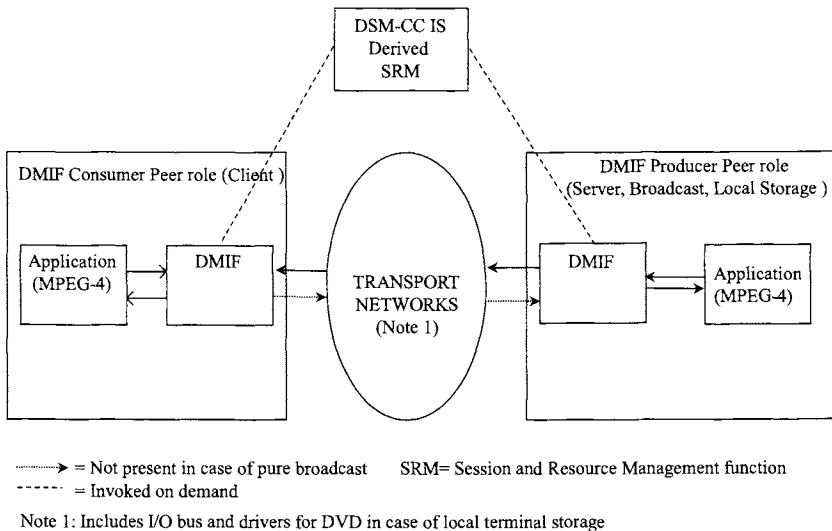 DSM-CC IS
Derived
SRM
DMIF Consumer Peer role (Client )
DMIF Producer Peer role
(Server, Broadcast, Local Storage )
Application
(MPEG-4)
DMIF
TRANSPORT
NETWORKS
(Note 1)
DMIF
Application
(MPEG-4)
= Not present in case of pure broadcast
SRM= Session and Resource Management function
= Invoked on demand
Note 1: Includes I/O bus and drivers for DVD in case of local terminal storage